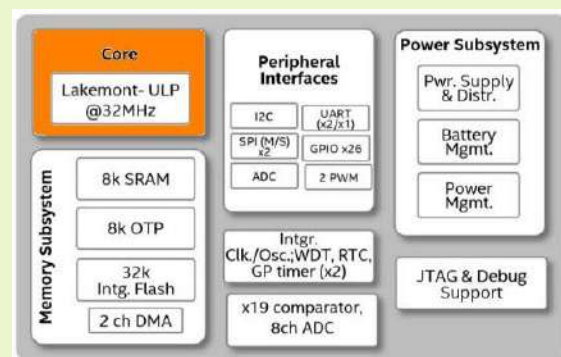 Core
Lakemont- ULP
@32MHz
Memory Subsystem
8k SRAM
8k OTP
32k
Intg. Flash
2 ch DMA
Peripheral
Interfaces
I2C
UART
(x2/x1)
SPI (M/S)
x2
GPIO x26
ADC
2 PWM
Intgr.
Clk./Osc.;WDT, RTC,
GP timer (x2)
x19 comparator,
8ch ADC
Power Subsystem
Pwr. Supply
& Distr.
Battery
Mgmt.
Power
Mgmt.
JTAG & Debug
Support